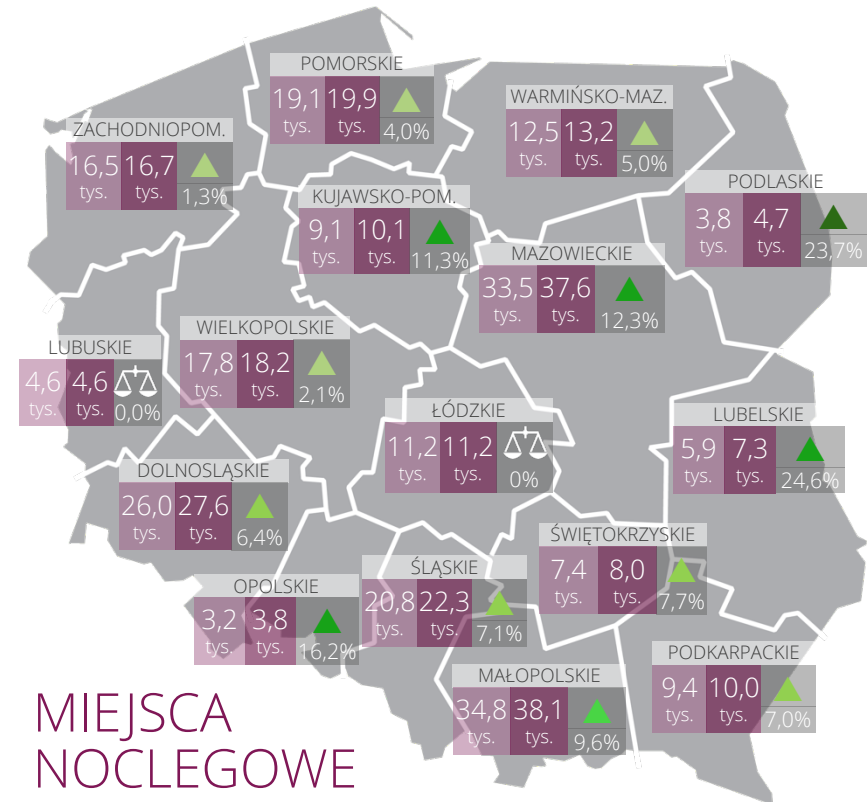 POMORSKIE
19,1 19,9
tys. tys. 4,0%
WARMIŃSKO-MAZ.
12,5 13,2
tys. tys. 5,0%
ZACHODNIOPOM.
16,5 16,7
tys. tys. 1,3%
PODLASKIE
3,8 4,7
tys. tys. 23,7%
KUJAWSKO-POM.
9,1 10,1
tys. tys. 11,3%
MAZOWIECKIE
33,5 37,6
tys. tys. 12,3%
WIELKOPOLSKIE
17,8 18,2
tys. tys. 2,1%
LUBUSKIE
4,6 4,6
tys. tys. 0,0%
ŁÓDZKIE
11,2 11,2
tys. tys. 0%
LUBELSKIE
5,9 7,3
tys. tys. 24,6%
DOLNOSLĄSKIE
26,0 27,6
tys. tys. 6,4%
ŚWIĘTOKRZYSKIE
7,4 8,0
tys. tys. 7,7%
ŚLĄSKIE
20,8 22,3
tys. tys. 7,1%
OPOLSKIE
3,2 3,8
tys. tys. 16,2%
PODKARPACKIE
9,4 10,0
tys. tys. 7,0%
MAŁOPOLSKIE
34,8 38,1
tys. tys. 9,6%
MIEJSCA
NOCLEGOWE